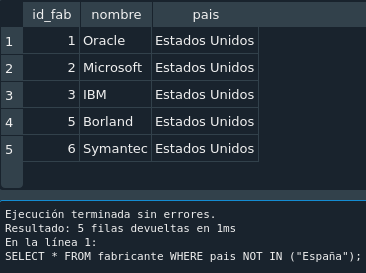 id_fab nombre pais
1 1 Oracle Estados Unidos
2 2 Microsoft Estados Unidos
3 3 IBM Estados Unidos
4 5 Borland Estados Unidos
5 6 Symantec Estados Unidos
Ejecución terminada sin errores.
Resultado: 5 filas devueltas en 1ms
En la línea 1:
SELECT * FROM fabricante WHERE pais NOT IN ("España");